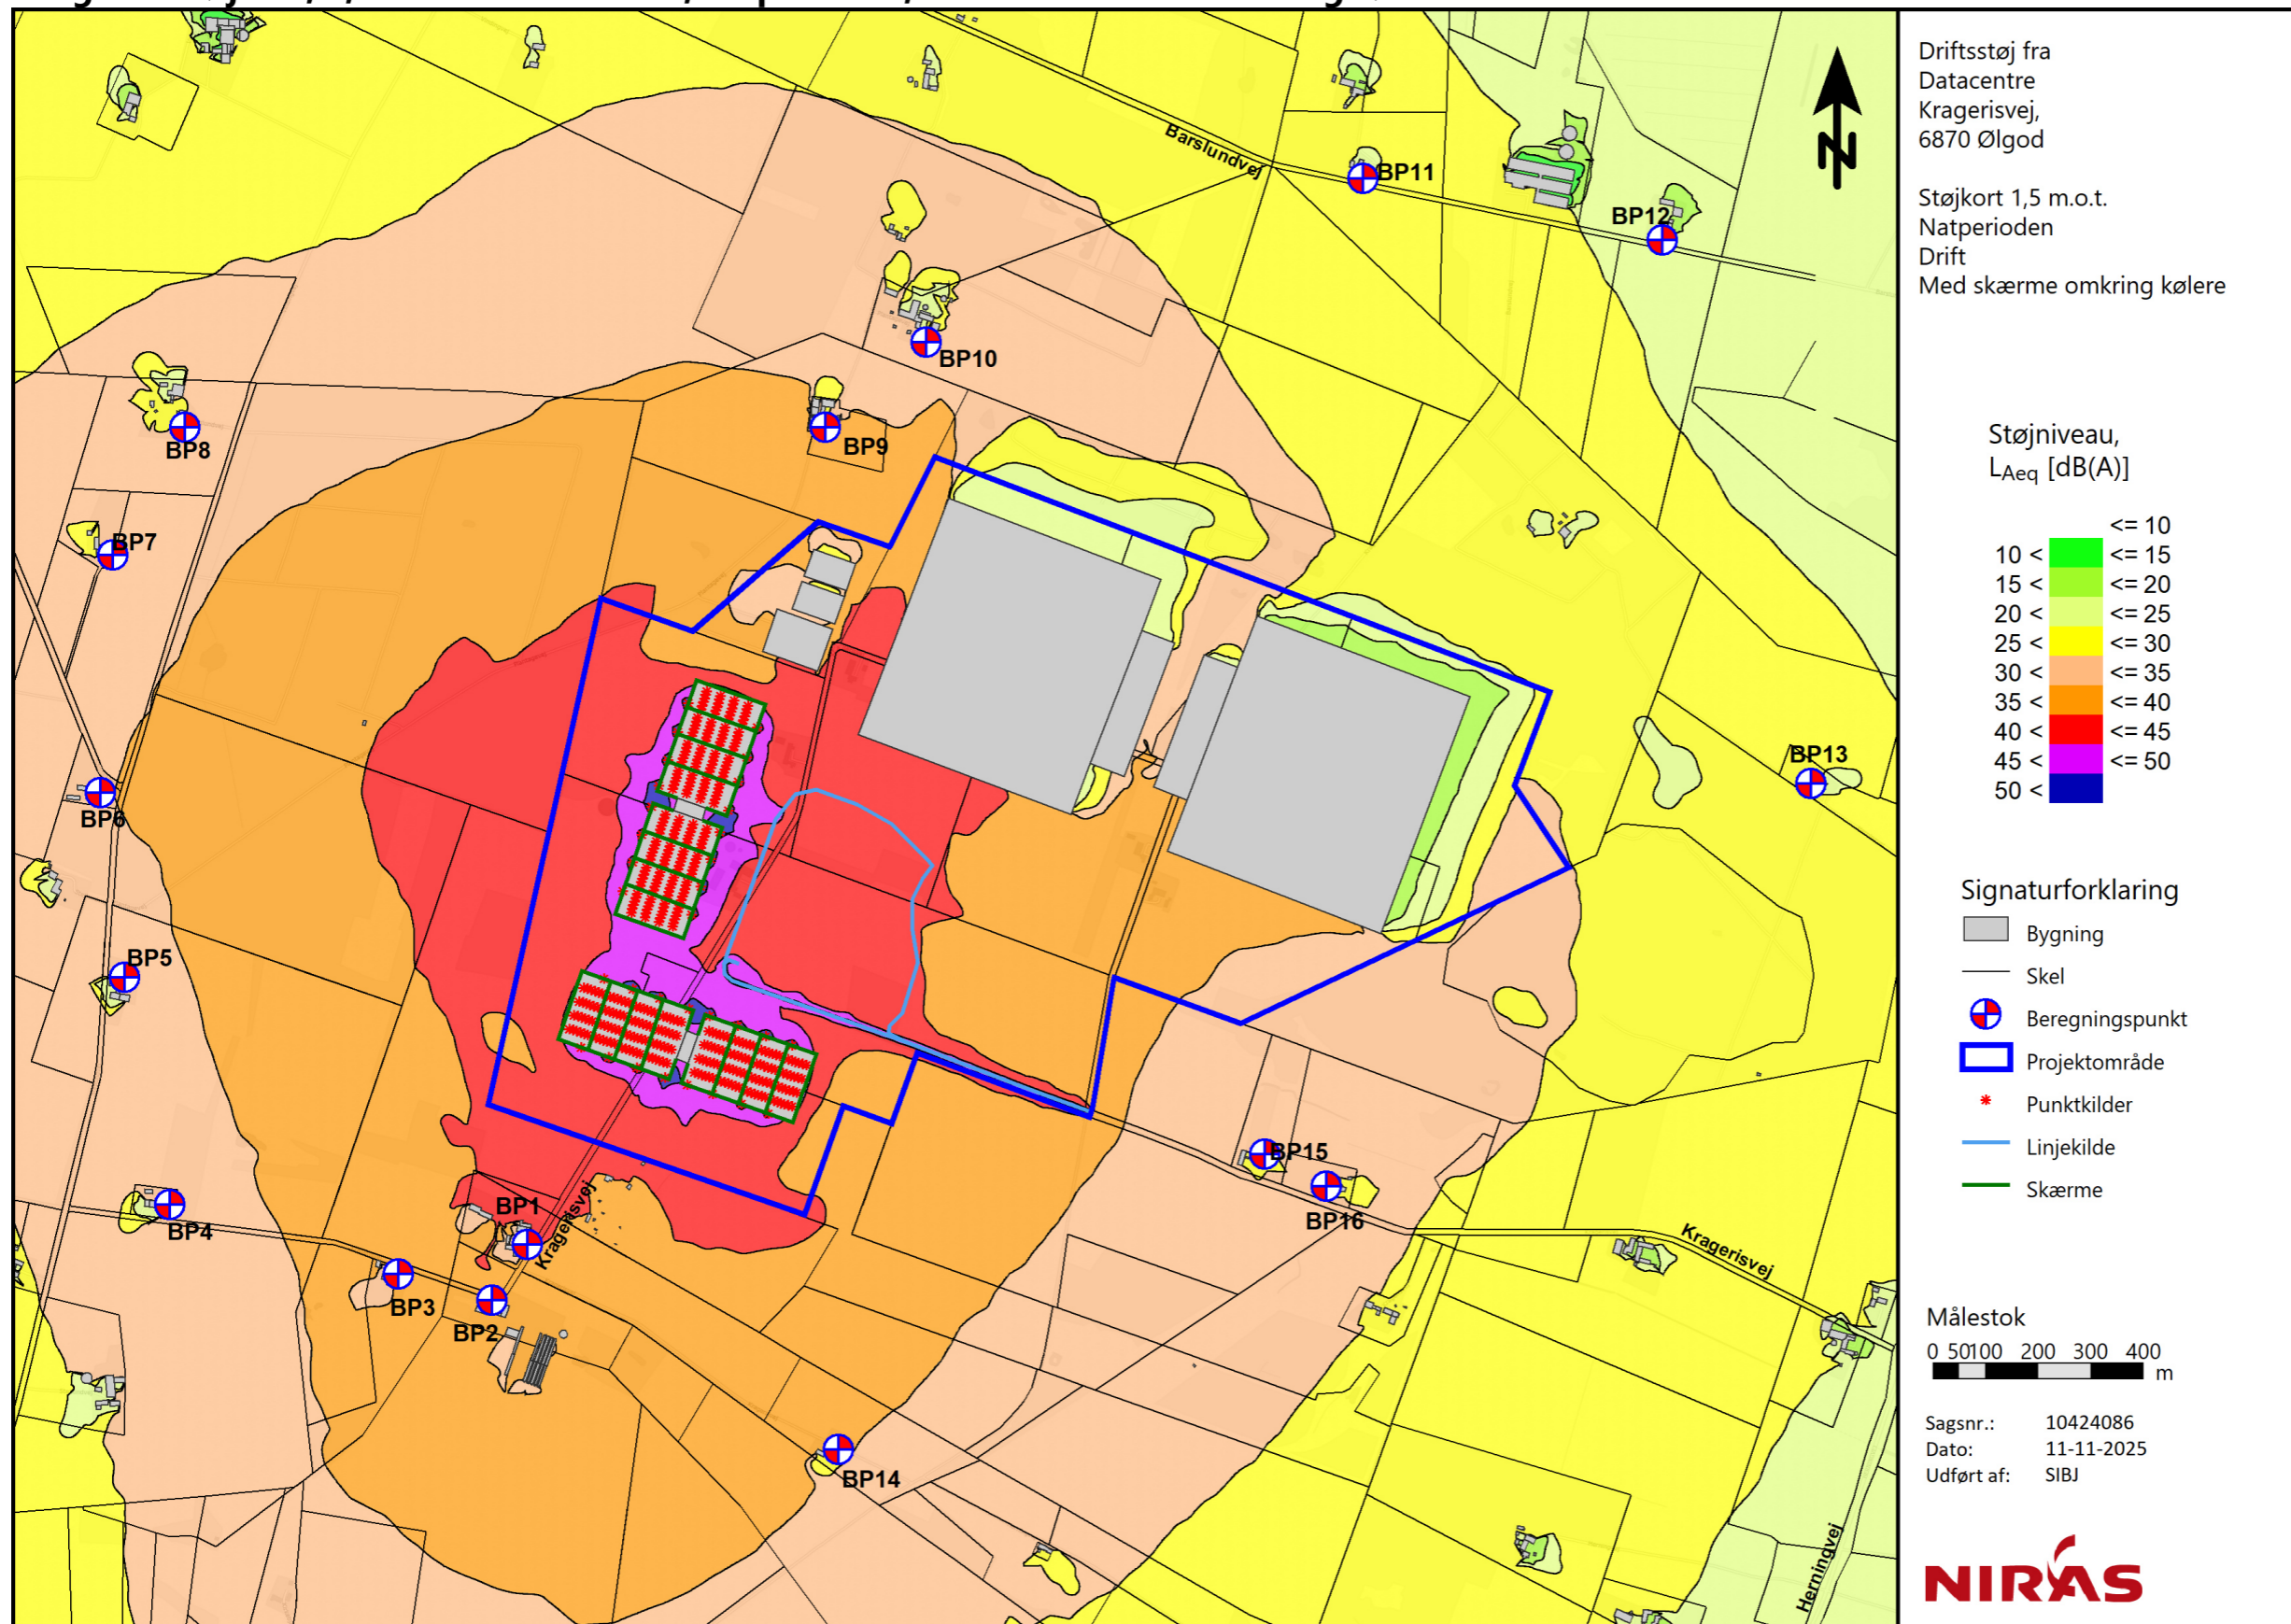 Driftsstøj fra
Datacentre
Kragerisvej,
6870 Ølgod
Støjkort 1,5 m.o.t.
Natperioden
Drift
Med skærme omkring kølere
Støjniveau,
LAeq [dB(A)]
<= 10
10 < <= 15
15 < <= 20
20 < <= 25
25 < <= 30
30 < <= 35
35 < <= 40
40 < <= 45
45 < <= 50
50 <
Signaturforklaring
Bygning
Skel
Beregningspunkt
Projektområde
Punktkilder
Linjekilde
Skærme
Målestok
0 50 100 200 300 400
m
Sagsnr.: 10424086
Dato: 11-11-2025
Udført af: SIBJ
NIRAS
N
Barslundvej
BP11
BP12
BP10
BP9
BP8
BP7
BP13
BP6
BP5
BP15
BP16
BP1
Kragerisvej
BP4
Kragerisvej
BP3
BP2
BP14
Herningvej